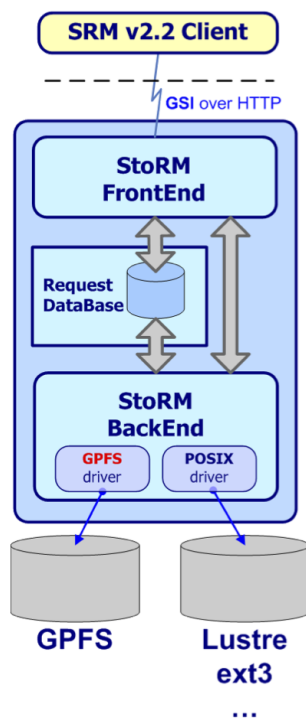 SRM v2.2 Client
GSI over HTTP
StoRM
FrontEnd
Request
DataBase
StoRM
BackEnd
GPFS
driver
POSIX
driver
GPFS
Lustre
ext3
...